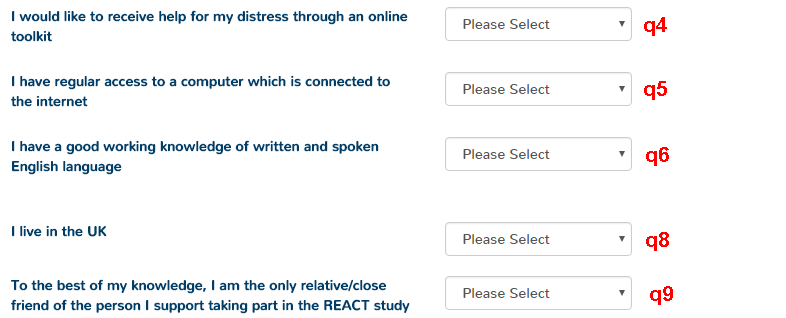 I would like to receive help for my distress through an online
toolkit
Please Select q4
I have regular access to a computer which is connected to
the internet
Please Select q5
I have a good working knowledge of written and spoken
English language
Please Select q6
I live in the UK
Please Select q8
To the best of my knowledge, I am the only relative/close
friend of the person I support taking part in the REACT study
Please Select q9